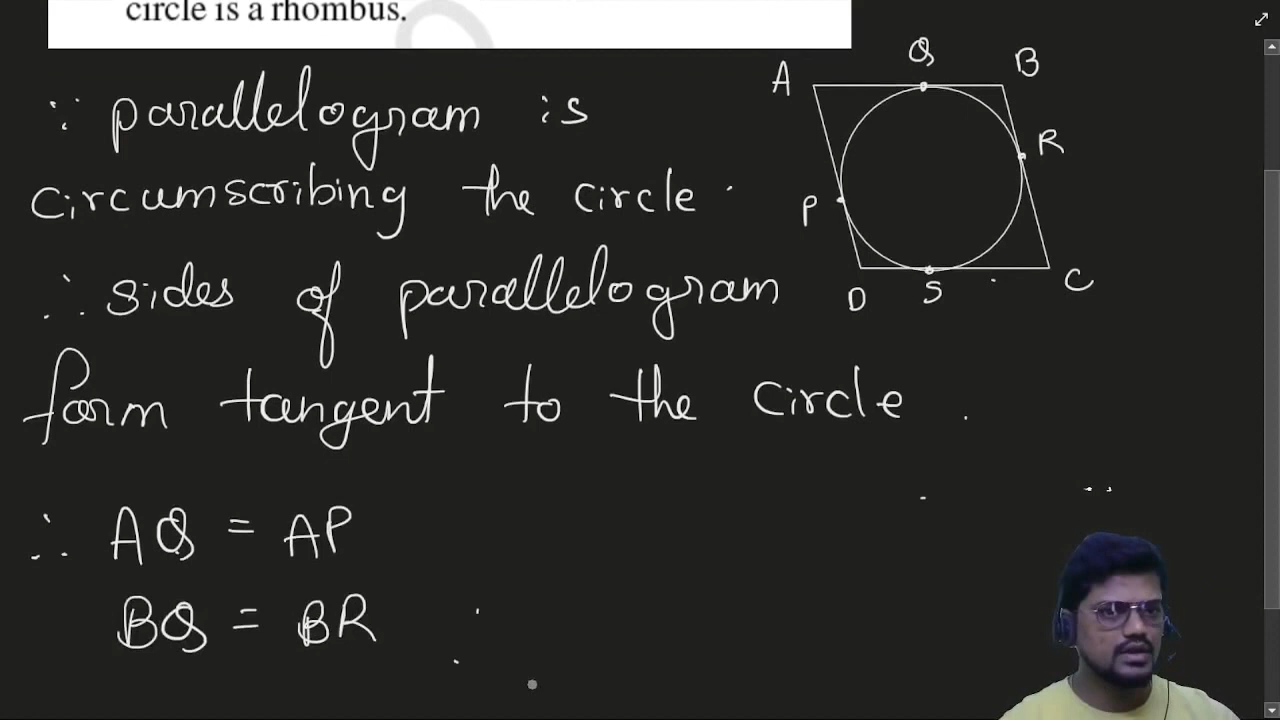 circle is a rhombus.
∵ parallelogram is
circumscribing the circle.
∴ sides of parallelogram
form tangent to the circle.
∴ AQ = AP
BQ = BR
A Q B
R
P
D S C